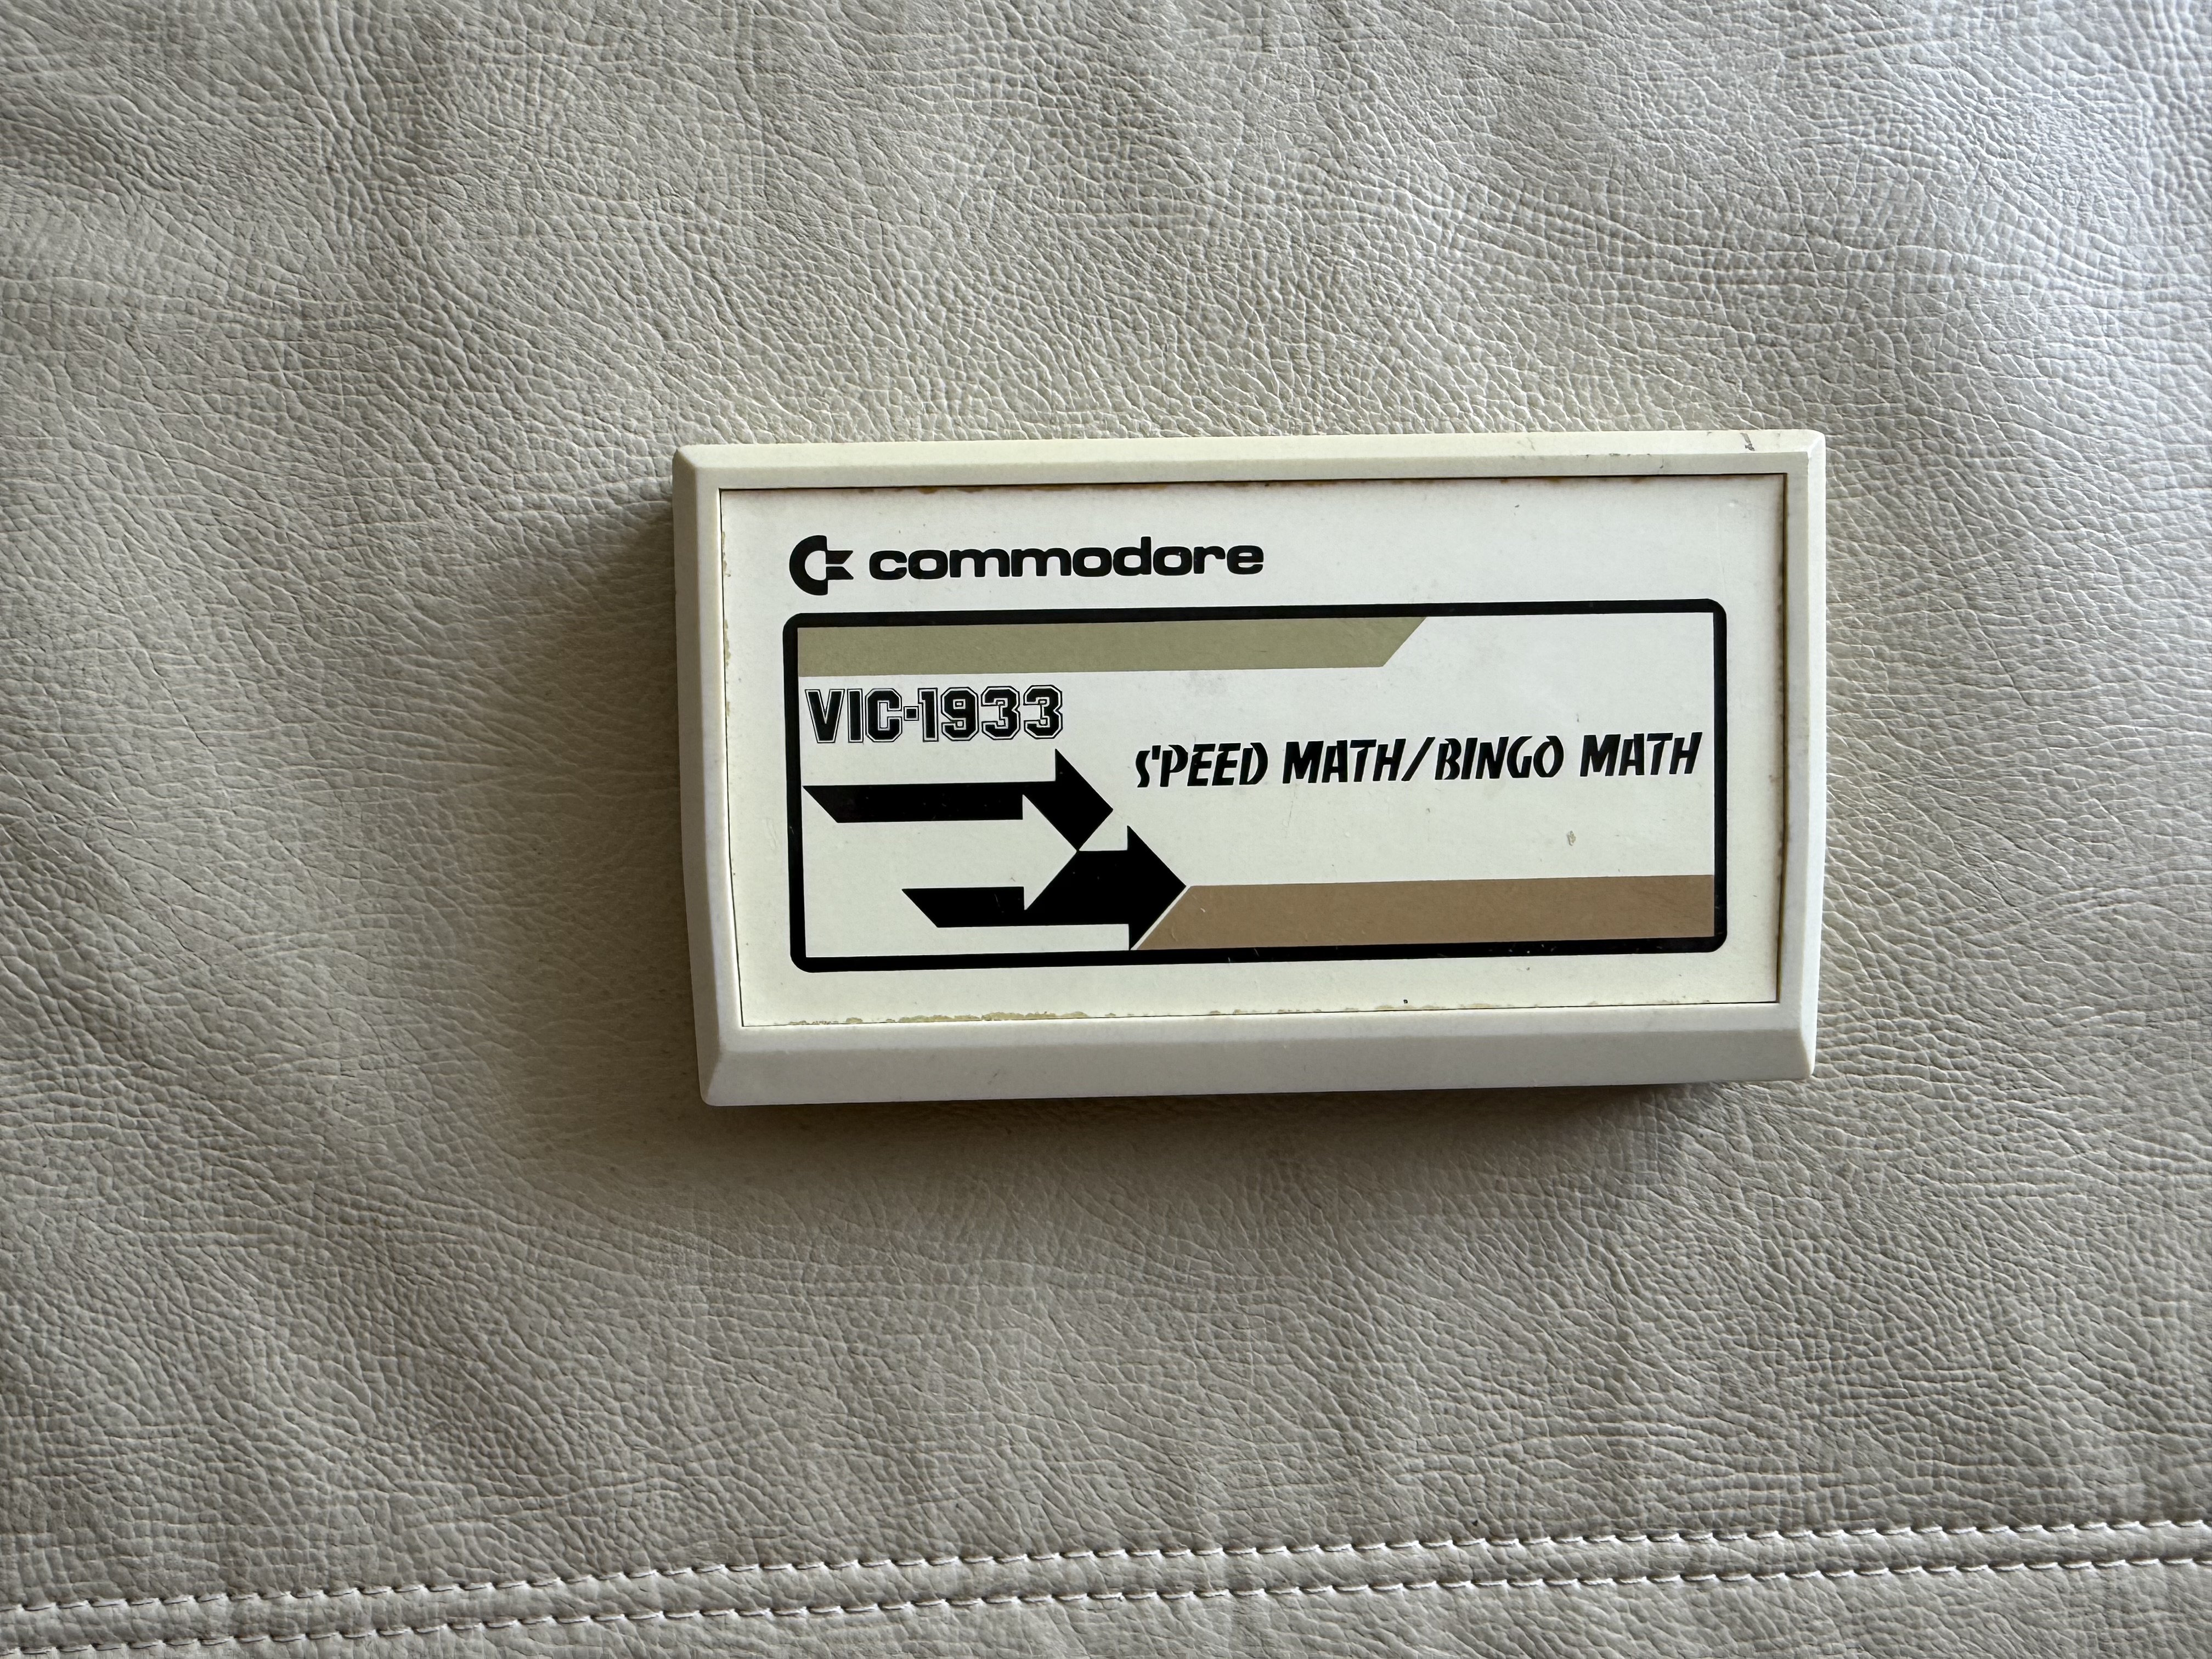 commodore
VIC-1933
SPEED MATH/BINGO MATH